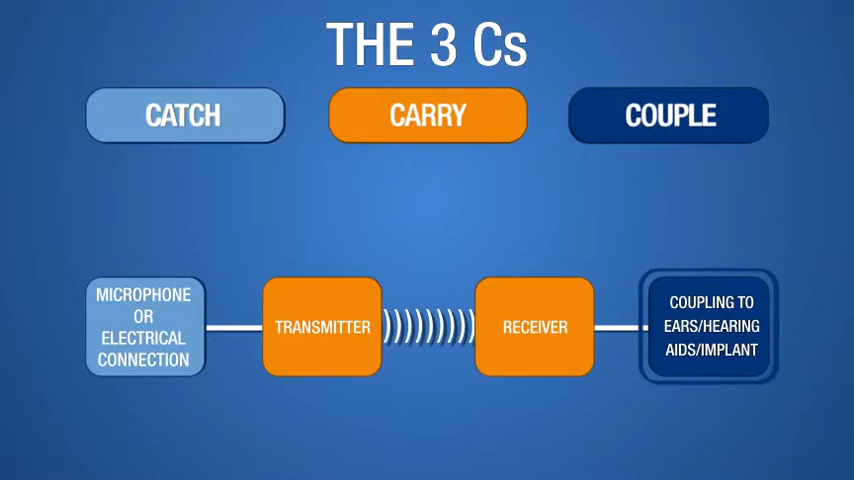 THE 3 Cs
CATCH
CARRY
COUPLE
MICROPHONE
OR
ELECTRICAL
CONNECTION
TRANSMITTER
RECEIVER
COUPLING TO
EARS/HEARING
AIDS/IMPLANT